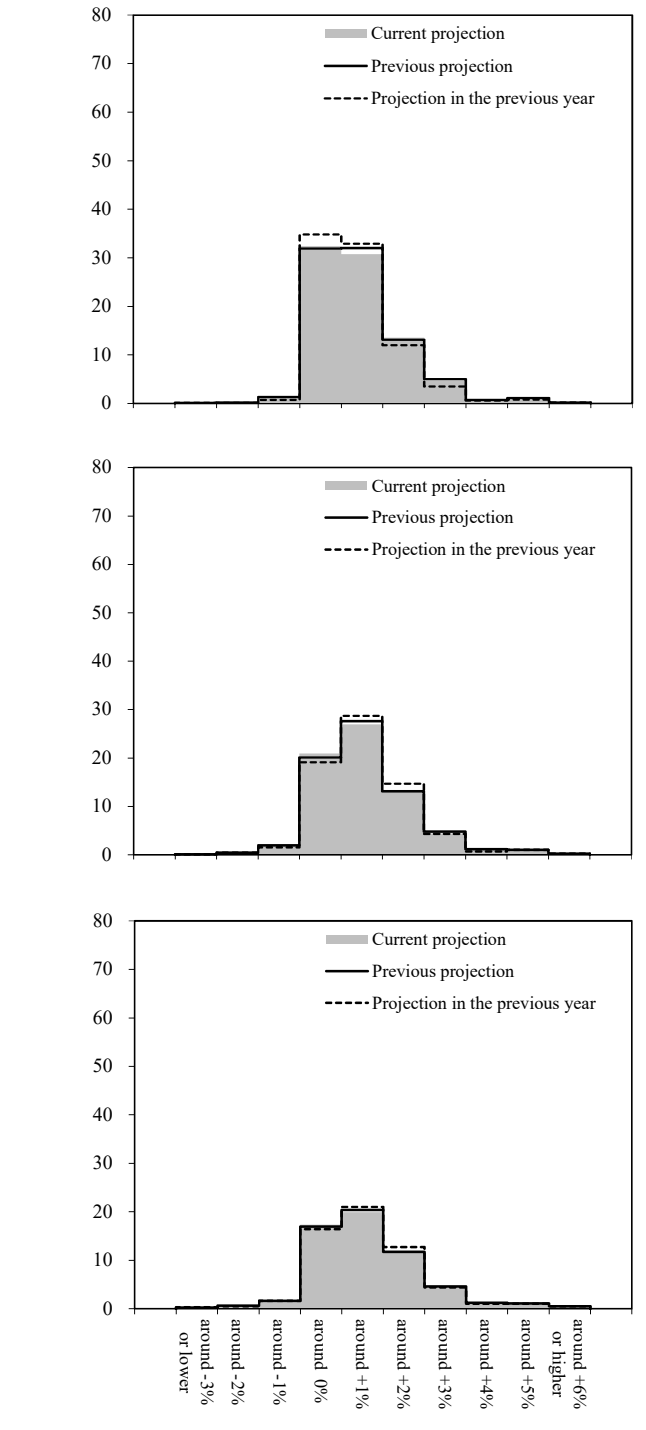 80
70
60
50
40
30
20
10
0
Current projection
Previous projection
Projection in the previous year
80
70
60
50
40
30
20
10
0
Current projection
Previous projection
Projection in the previous year
80
70
60
50
40
30
20
10
0
Current projection
Previous projection
Projection in the previous year
around -3%
or lower
around -2%
around -1%
around 0%
around +1%
around +2%
around +3%
around +4%
around +5%
around +6%
or higher